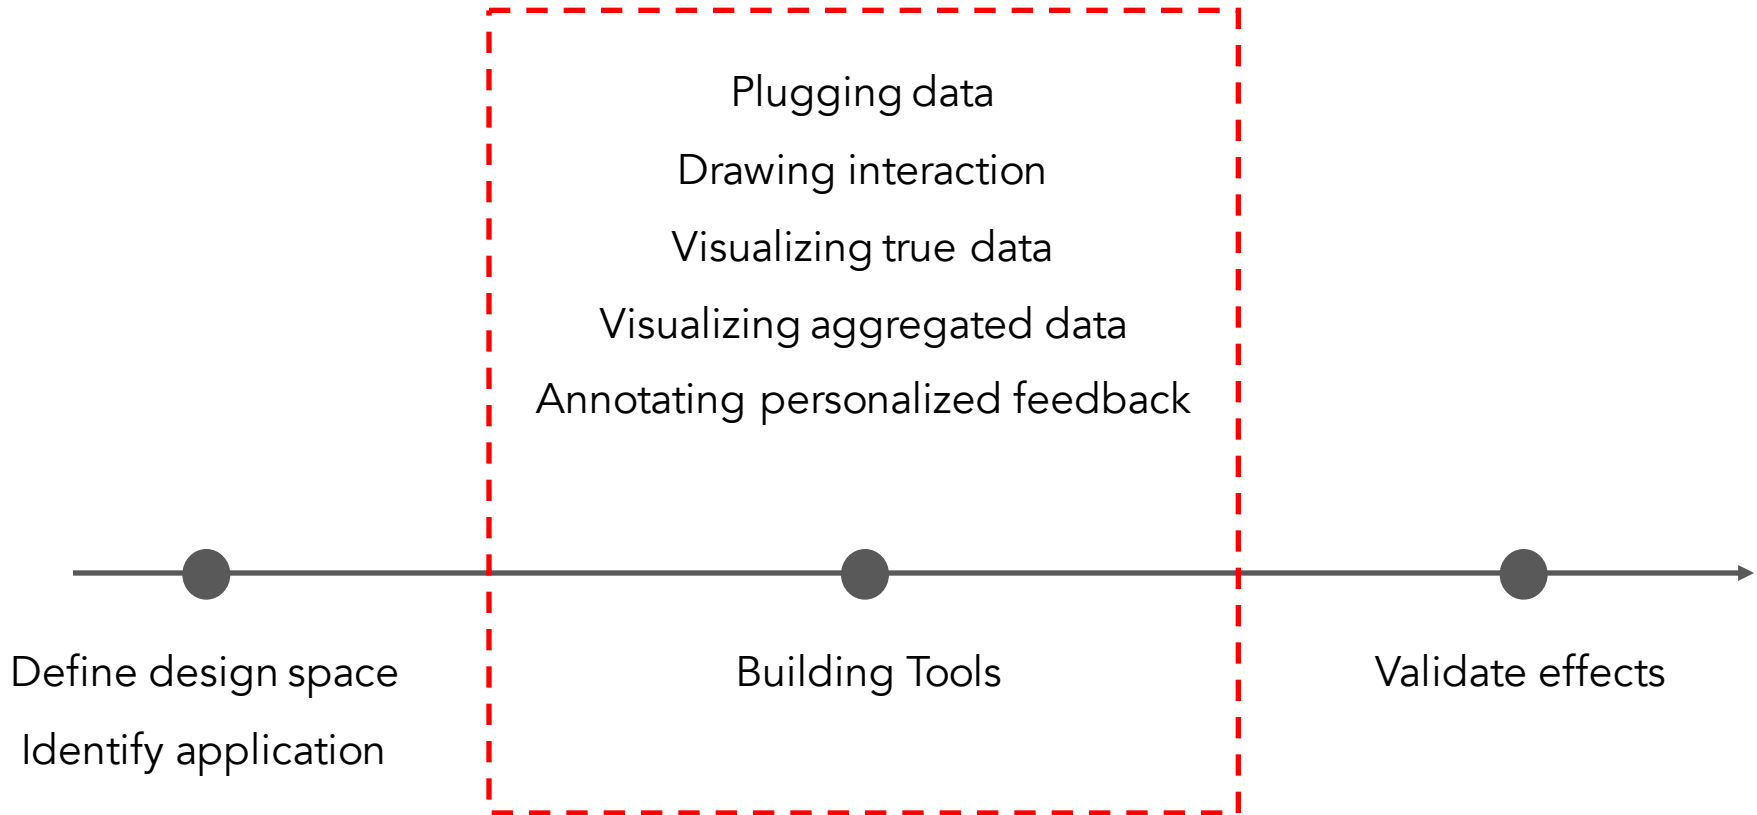 Plugging data
Drawing interaction
Visualizing true data
Visualizing aggregated data
Annotating personalized feedback
Define design space
Identify application
Building Tools
Validate effects